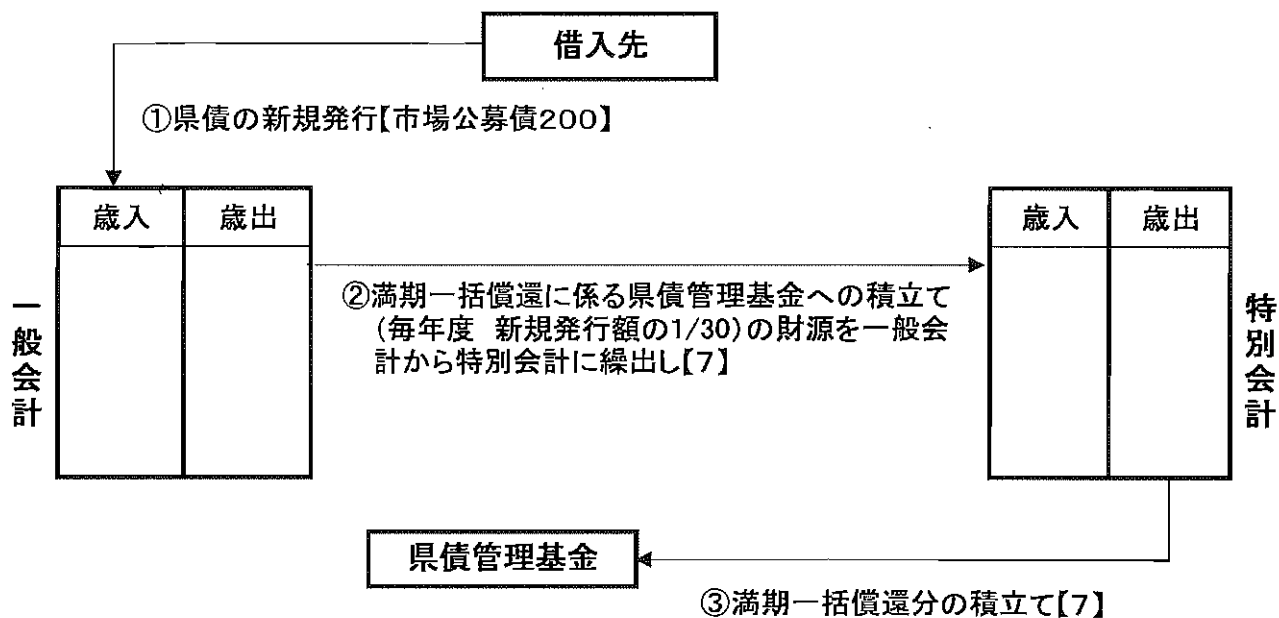 借入先
①県債の新規発行【市場公募債200】
歳入 歳出
歳入 歳出
一般会計
②満期一括償還に係る県債管理基金への積立て
(毎年度 新規発行額の1/30)の財源を一般会
計から特別会計に繰出し【7】
特別会計
県債管理基金
③満期一括償還分の積立て【7】